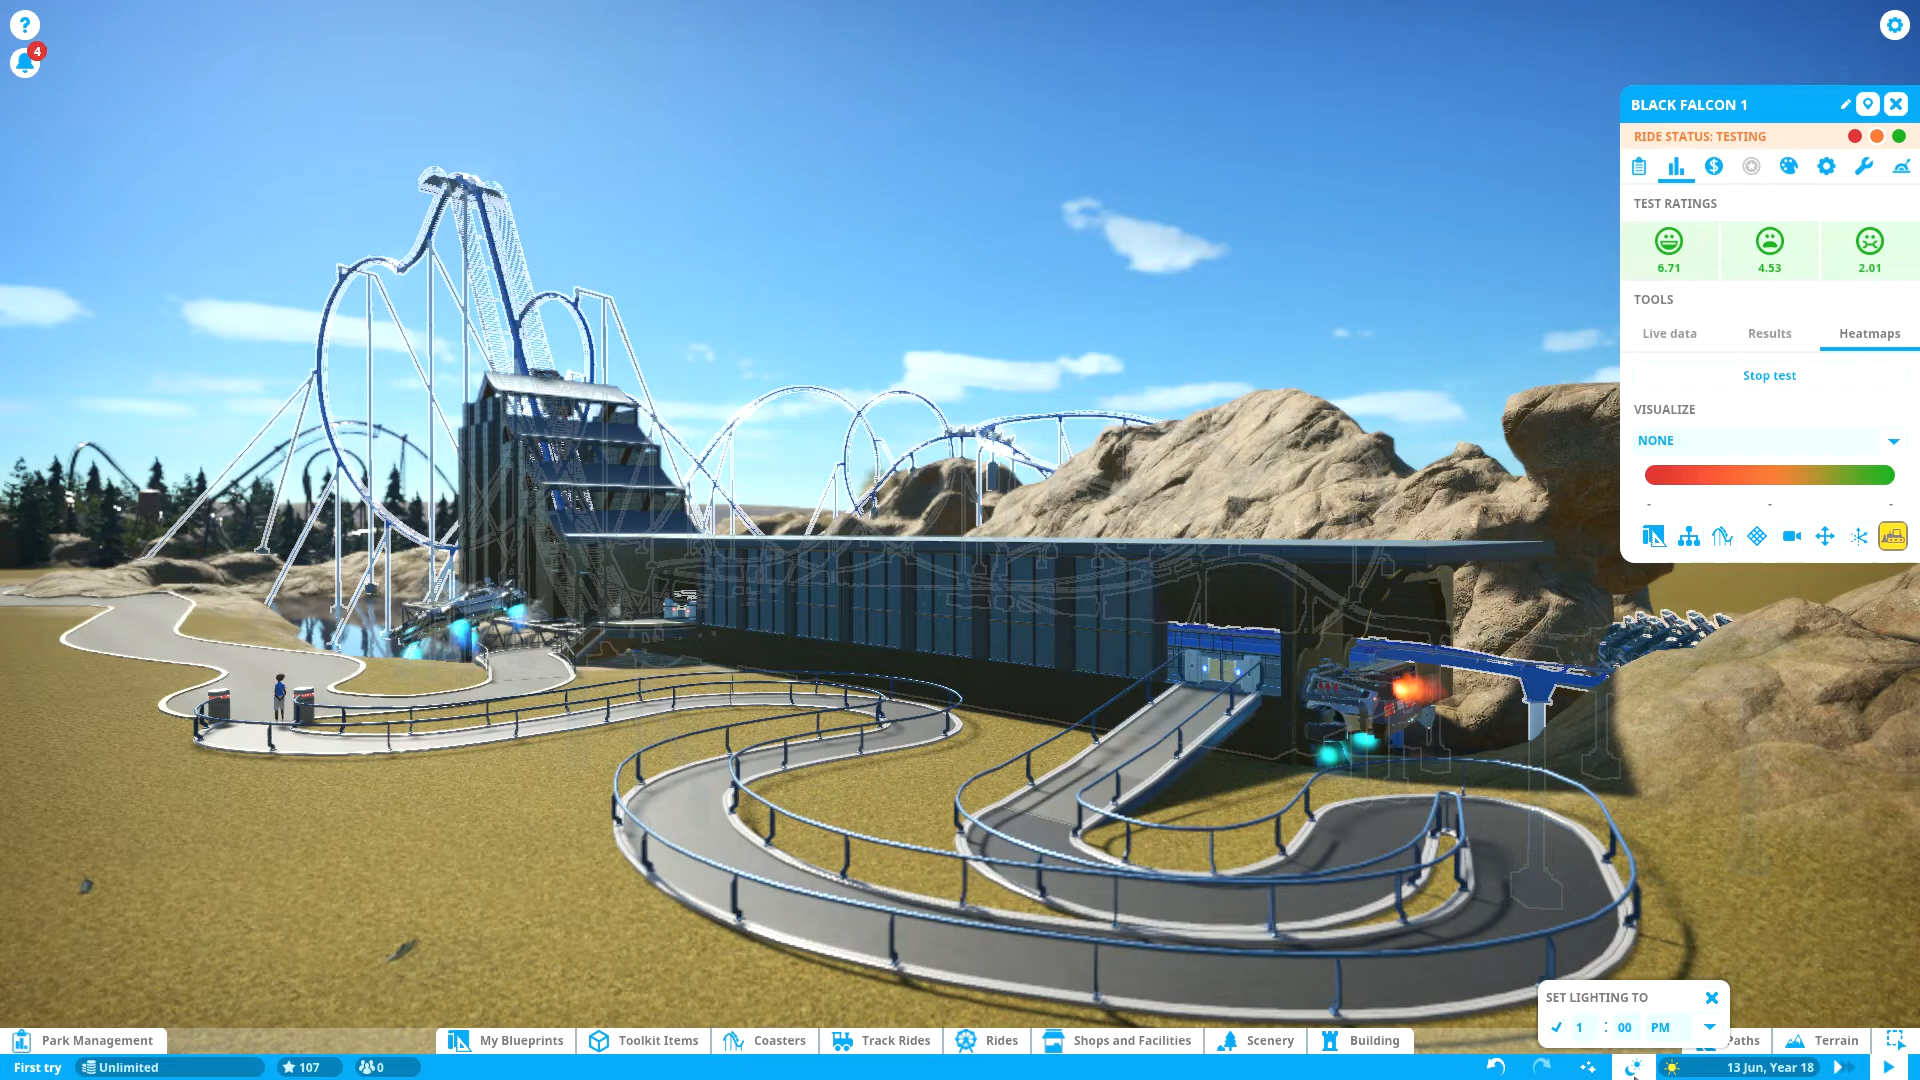 ?
4
BLACK FALCON 1
RIDE STATUS: TESTING
TEST RATINGS
6.71 4.53 2.01
TOOLS
Live data Results Heatmaps
Stop test
VISUALIZE
NONE
- - -
SET LIGHTING TO
1 : 00 PM
Park Management My Blueprints Toolkit Items Coasters Track Rides Rides Shops and Facilities Scenery Building Paths Terrain
First try Unlimited 107 0 13 Jun, Year 18